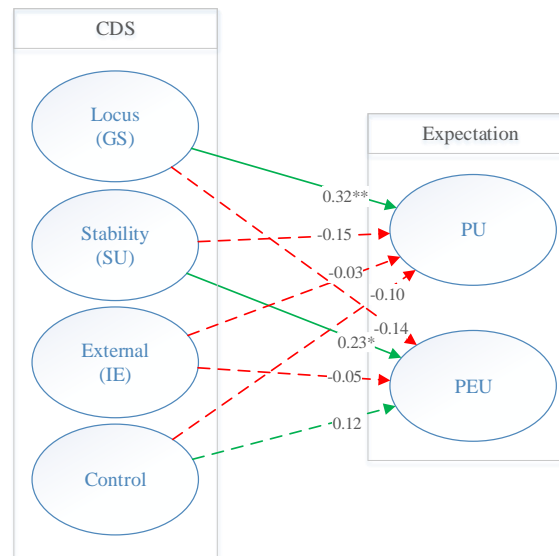 CDS
Locus
(GS)
Stability
(SU)
External
(IE)
Control
Expectation
PU
PEU
0.32**
-0.15
-0.03
-0.10
-0.14
0.23*
-0.05
-0.12